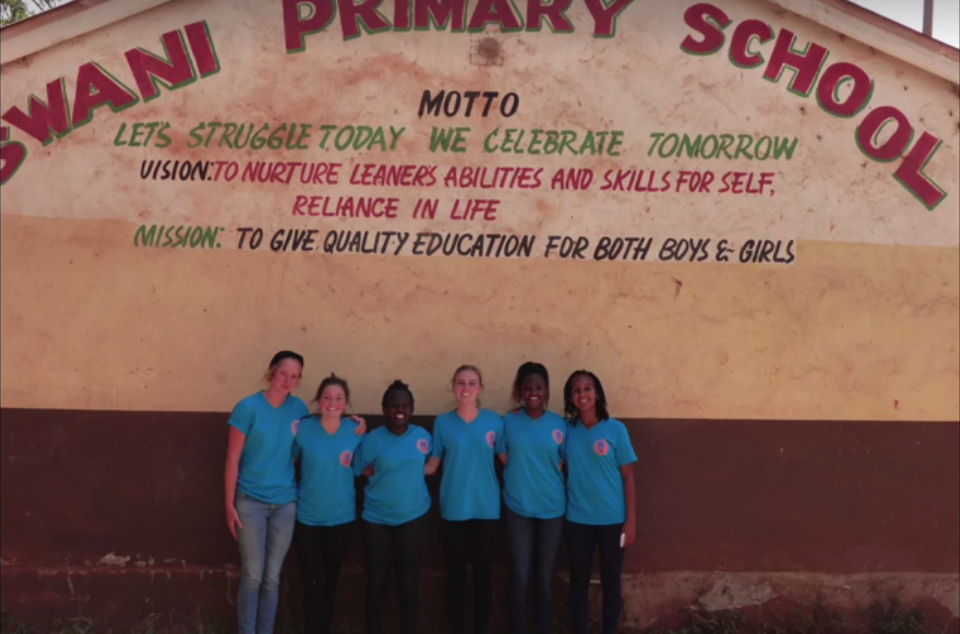 SWANI PRIMARY SCHOOL
MOTTO
LET'S STRUGGLE TODAY WE CELEBRATE TOMORROW
VISION: TO NURTURE LEANER'S ABILITIES AND SKILLS FOR SELF,
RELIANCE IN LIFE
MISSION: TO GIVE QUALITY EDUCATION FOR BOTH BOYS & GIRLS